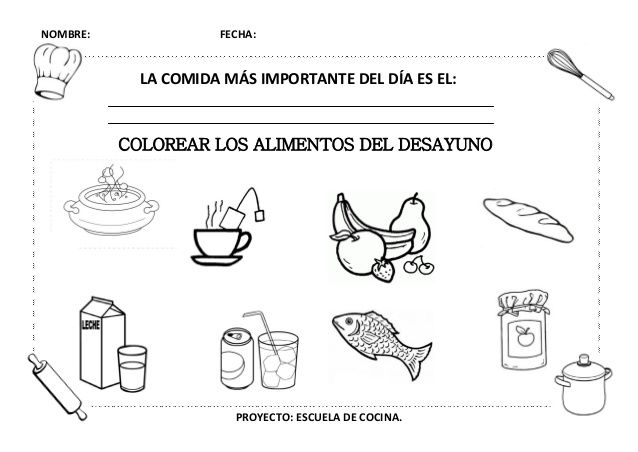 NOMBRE: FECHA:
LA COMIDA MÁS IMPORTANTE DEL DÍA ES EL:
COLOREAR LOS ALIMENTOS DEL DESAYUNO
LECHE
PROYECTO: ESCUELA DE COCINA.